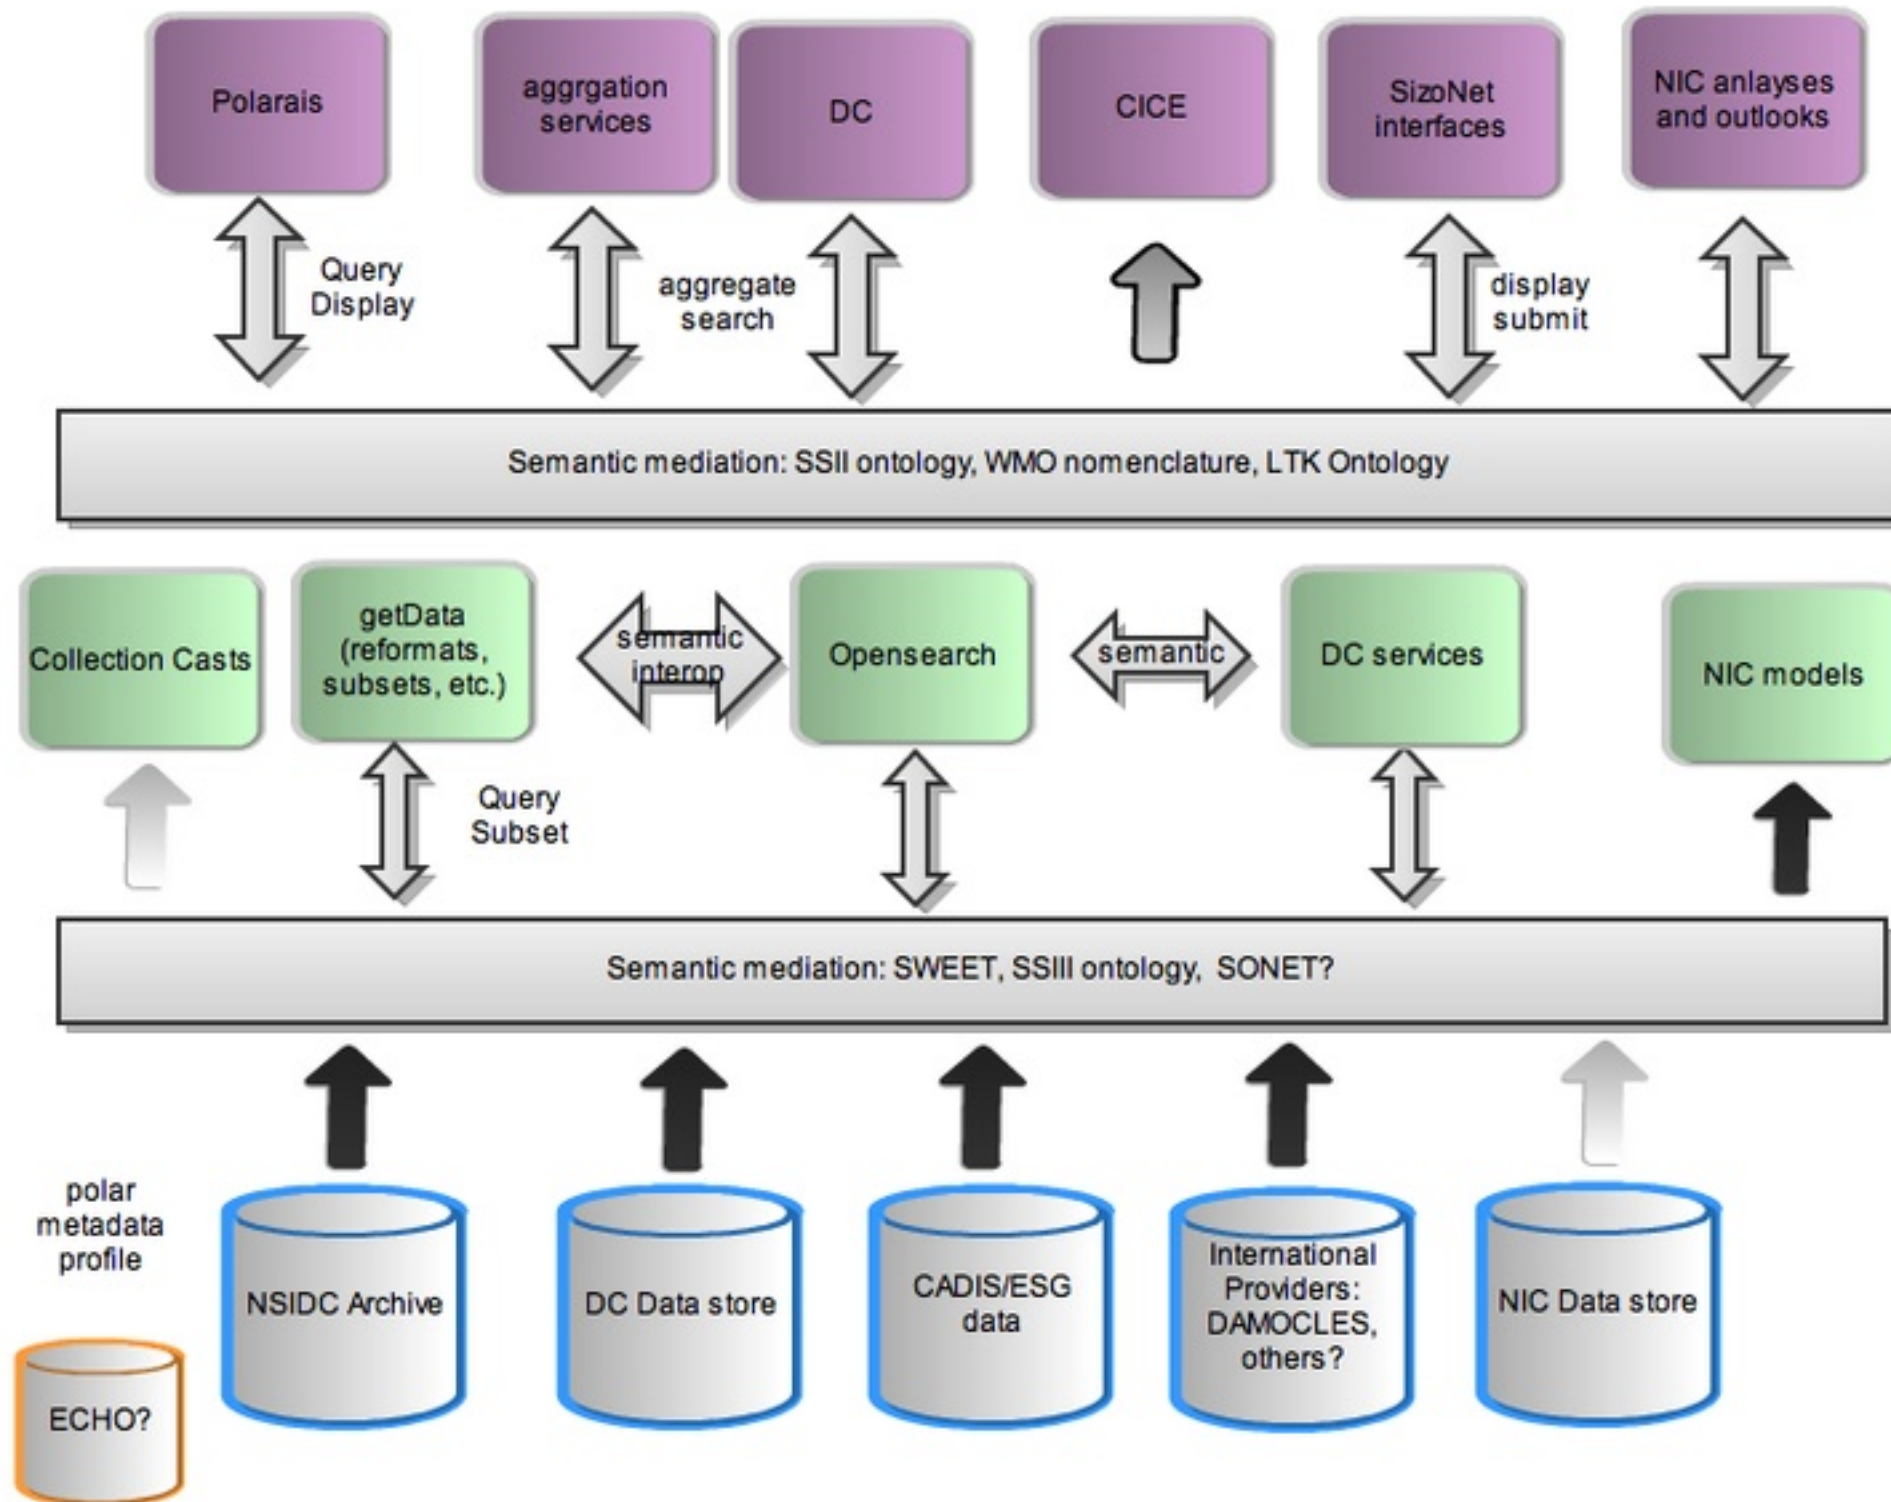 Polarais
aggrgation
services
DC
CICE
SizoNet
interfaces
NIC anlayses
and outlooks
Query
Display
aggregate
search
display
submit
Semantic mediation: SSII ontology, WMO nomenclature, LTK Ontology
Collection Casts
getData
(reformats,
subsets, etc.)
semantic
interop
Opensearch
semantic
DC services
NIC models
Query
Subset
Semantic mediation: SWEET, SSIII ontology, SONET?
polar
metadata
profile
NSIDC Archive
DC Data store
CADIS/ESG
data
International
Providers:
DAMOCLES,
others?
NIC Data store
ECHO?